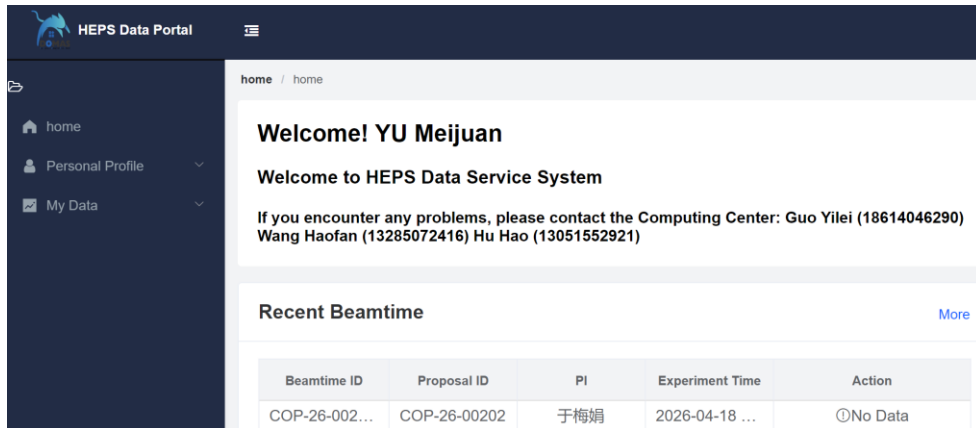 HEPS Data Portal
home / home
home
Personal Profile
My Data
Welcome! YU Meijuan
Welcome to HEPS Data Service System
If you encounter any problems, please contact the Computing Center: Guo Yilei (18614046290)
Wang Haofan (13285072416) Hu Hao (13051552921)
Recent Beamtime
More
Beamtime ID Proposal ID PI Experiment Time Action
COP-26-002... COP-26-00202 于梅娟 2026-04-18 ... No Data